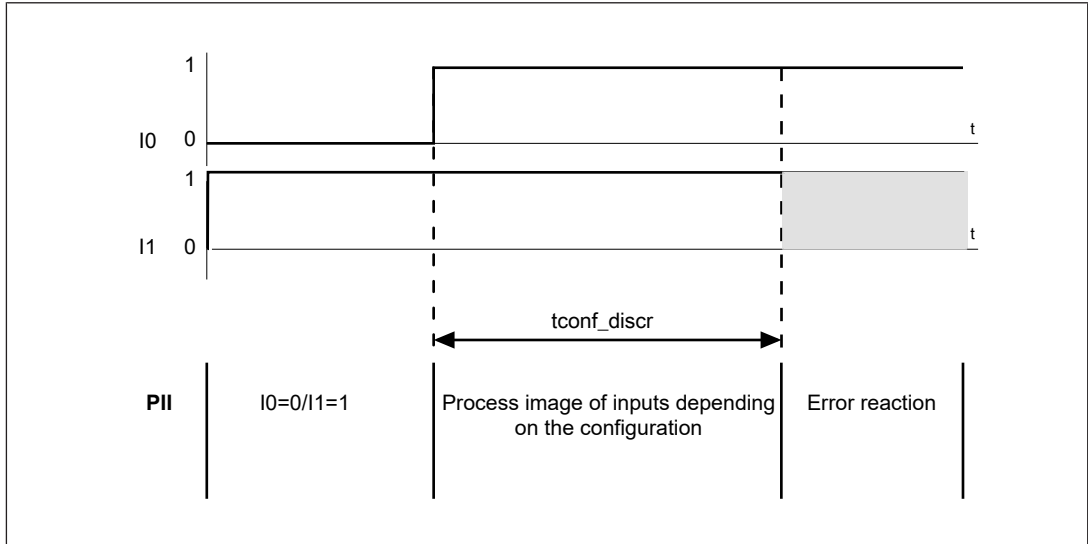 1
I0 0
t
1
I1 0
t
tconf_discr
PII I0=0/I1=1 Process image of inputs depending Error reaction
on the configuration